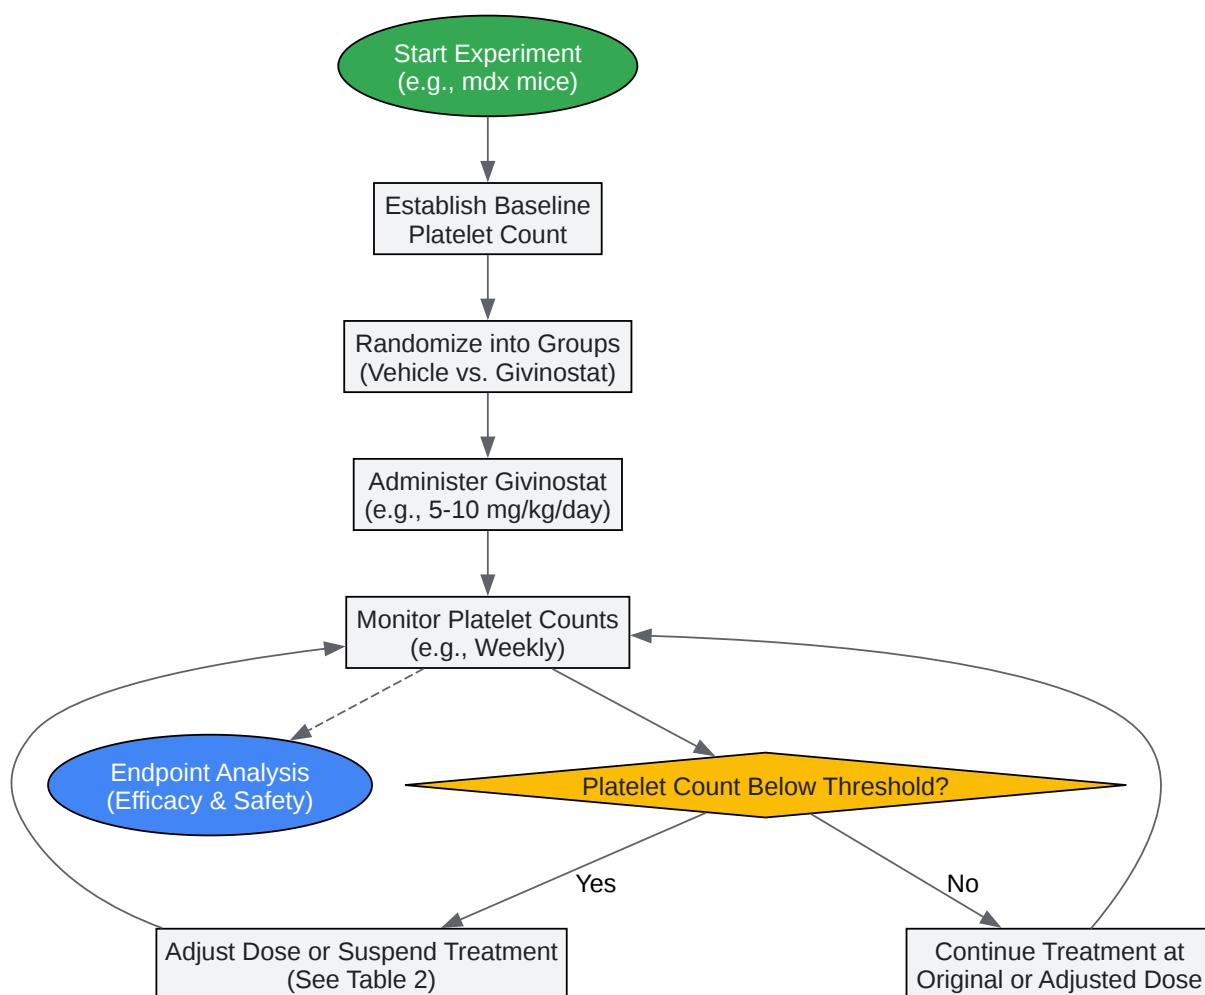 Start Experiment
(e.g., mdx mice)
Establish Baseline
Platelet Count
Randomize into Groups
(Vehicle vs. Givinostat)
Administer Givinostat
(e.g., 5-10 mg/kg/day)
Monitor Platelet Counts
(e.g., Weekly)
Endpoint Analysis
(Efficacy & Safety)
Platelet Count Below Threshold?
Yes
No
Adjust Dose or Suspend Treatment
(See Table 2)
Continue Treatment at
Original or Adjusted Dose